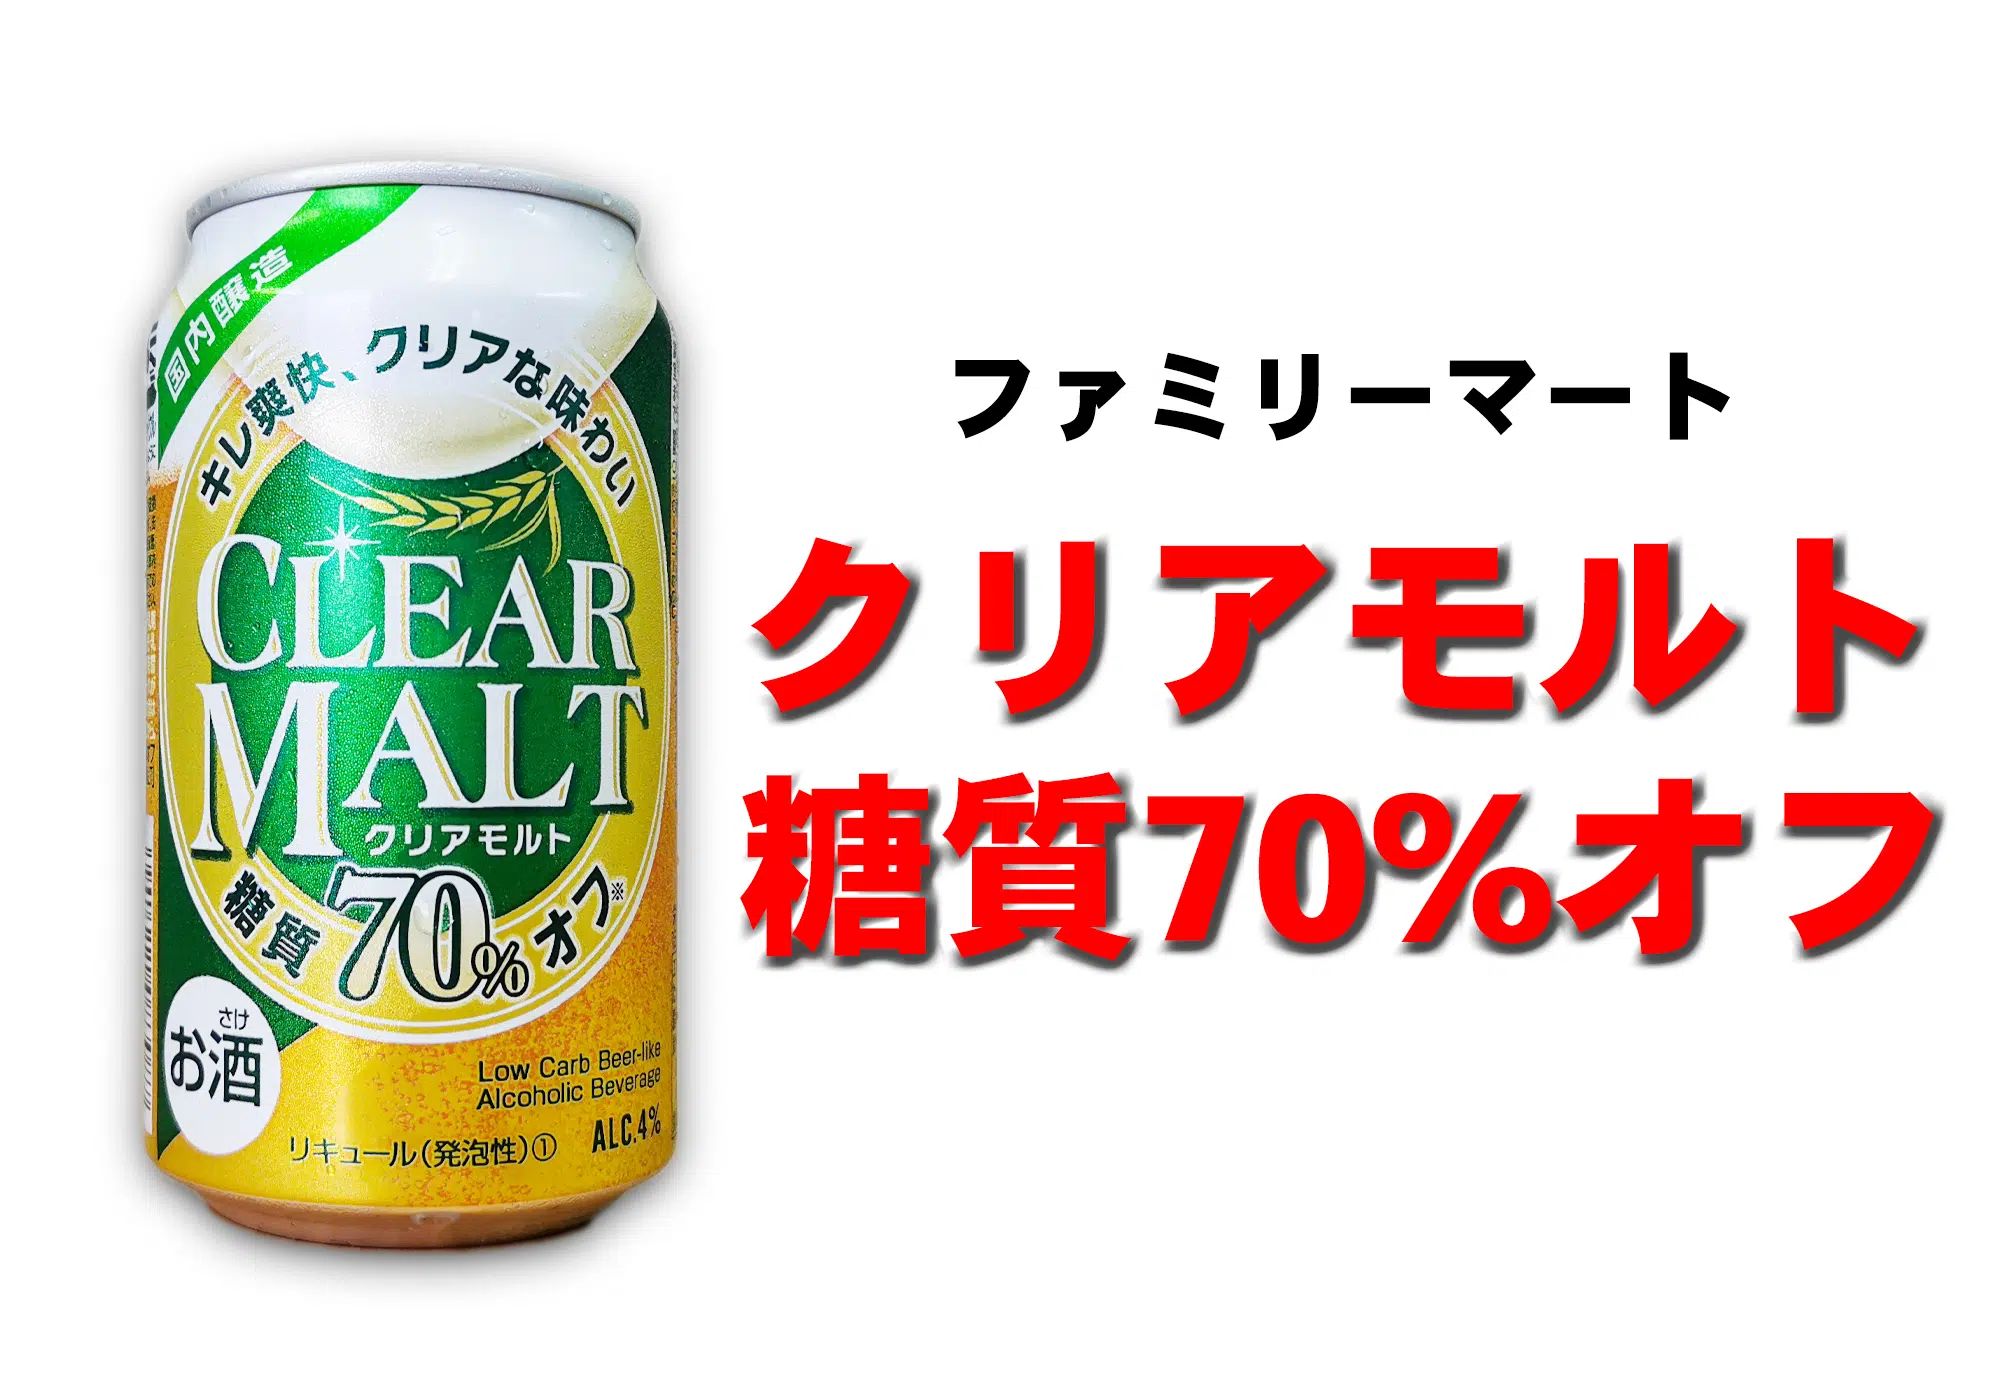 国内醸造
キレ爽快、クリアな味わい
CLEAR
MALT
クリアモルト
糖質70%オフ※
さけ
お酒
Low Carb Beer-like
Alcoholic Beverage
ALC.4%
リキュール(発泡性)①
ファミリーマート
クリアモルト
糖質70%オフ